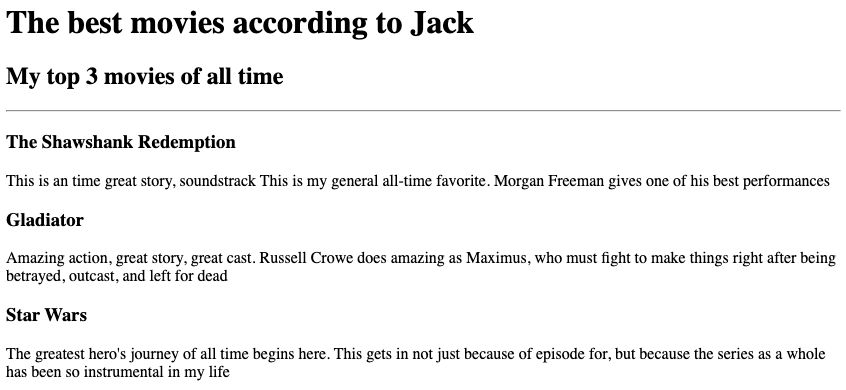 The best movies according to Jack
My top 3 movies of all time
The Shawshank Redemption
This is an time great story, soundstrack This is my general all-time favorite. Morgan Freeman gives one of his best performances
Gladiator
Amazing action, great story, great cast. Russell Crowe does amazing as Maximus, who must fight to make things right after being
betrayed, outcast, and left for dead
Star Wars
The greatest hero's journey of all time begins here. This gets in not just because of episode for, but because the series as a whole
has been so instrumental in my life